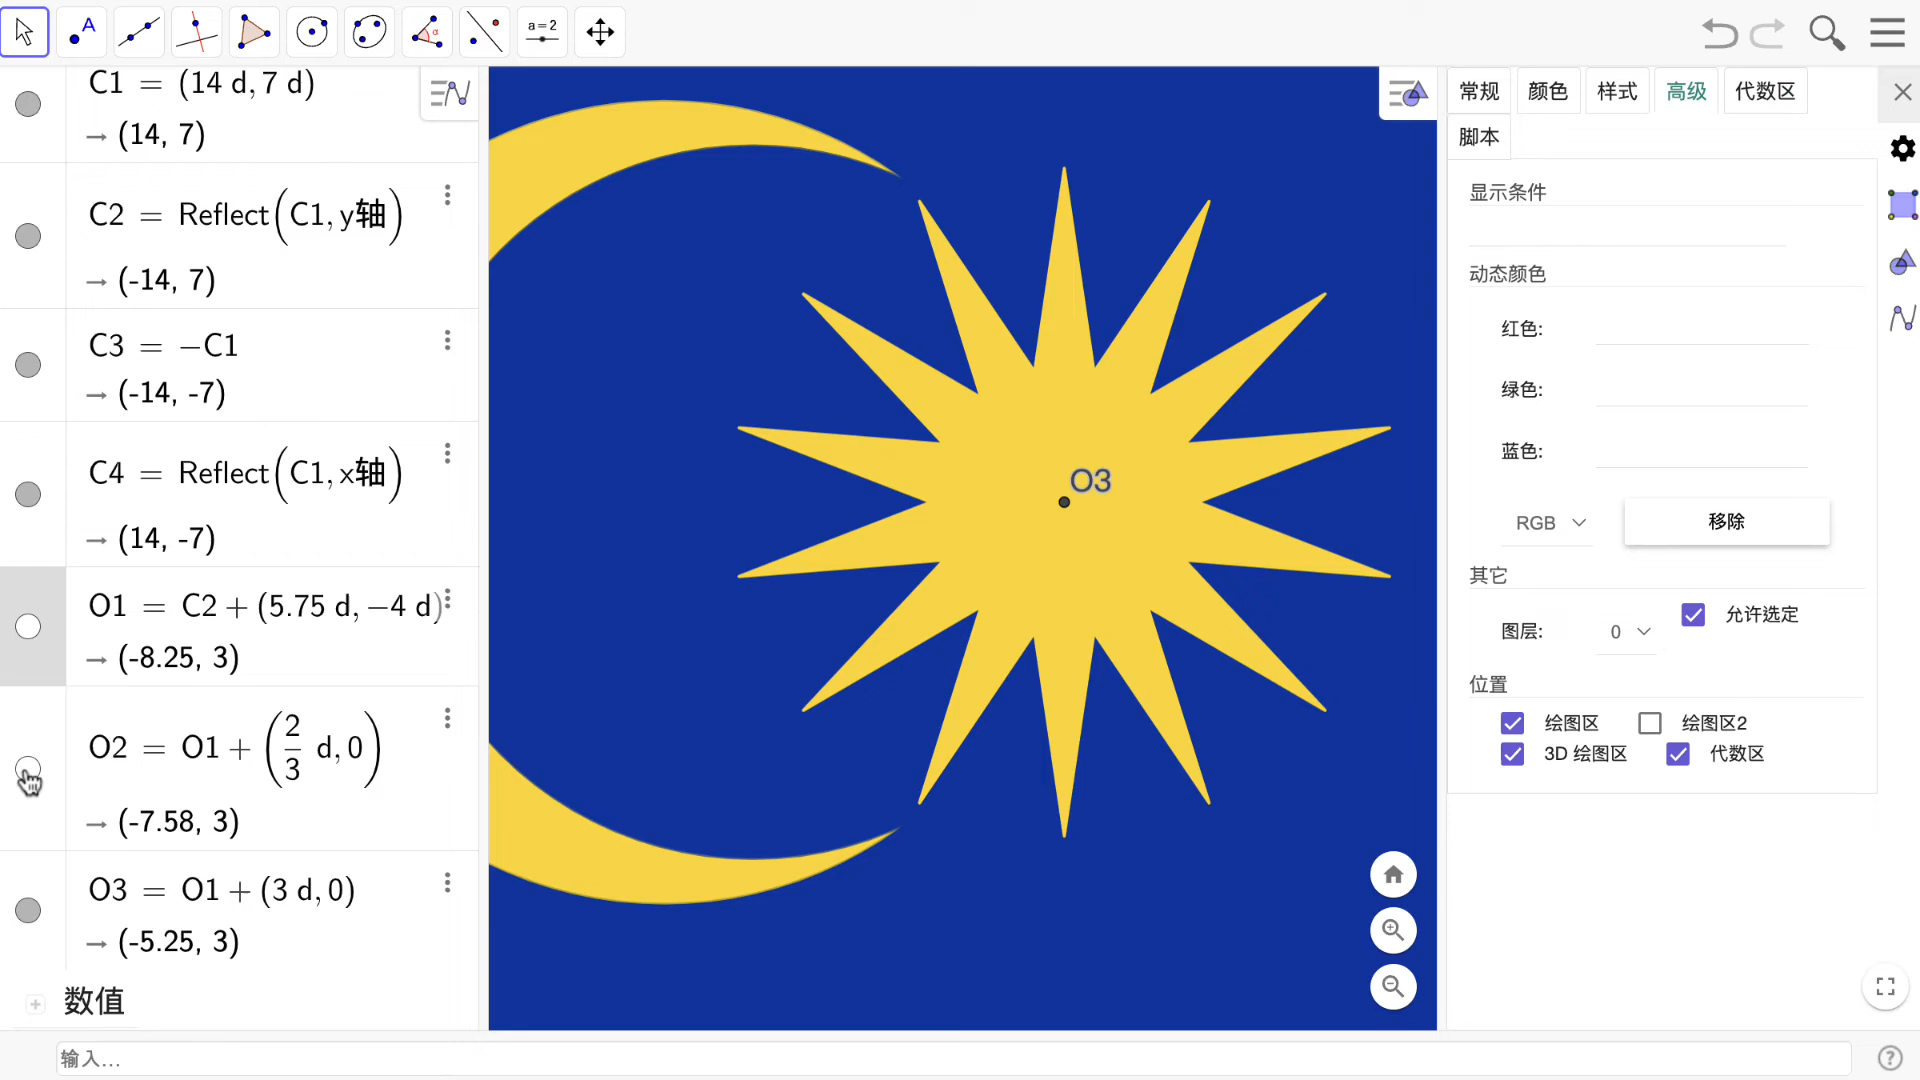 A
α
a=2
C1 = (14 d, 7 d)
→ (14, 7)
C2 = Reflect(C1, y轴)
→ (-14, 7)
C3 = −C1
→ (-14, -7)
C4 = Reflect(C1, x轴)
→ (14, -7)
O1 = C2 + (5.75 d, −4 d)
→ (-8.25, 3)
O2 = O1 + (2/3 d, 0)
→ (-7.58, 3)
O3 = O1 + (3 d, 0)
→ (-5.25, 3)
数值
输入...
O3
常规 颜色 样式 高级 代数区
脚本
显示条件
动态颜色
红色:
绿色:
蓝色:
RGB 移除
其它
图层: 0 允许选定
位置
绘图区 绘图区2
3D 绘图区 代数区